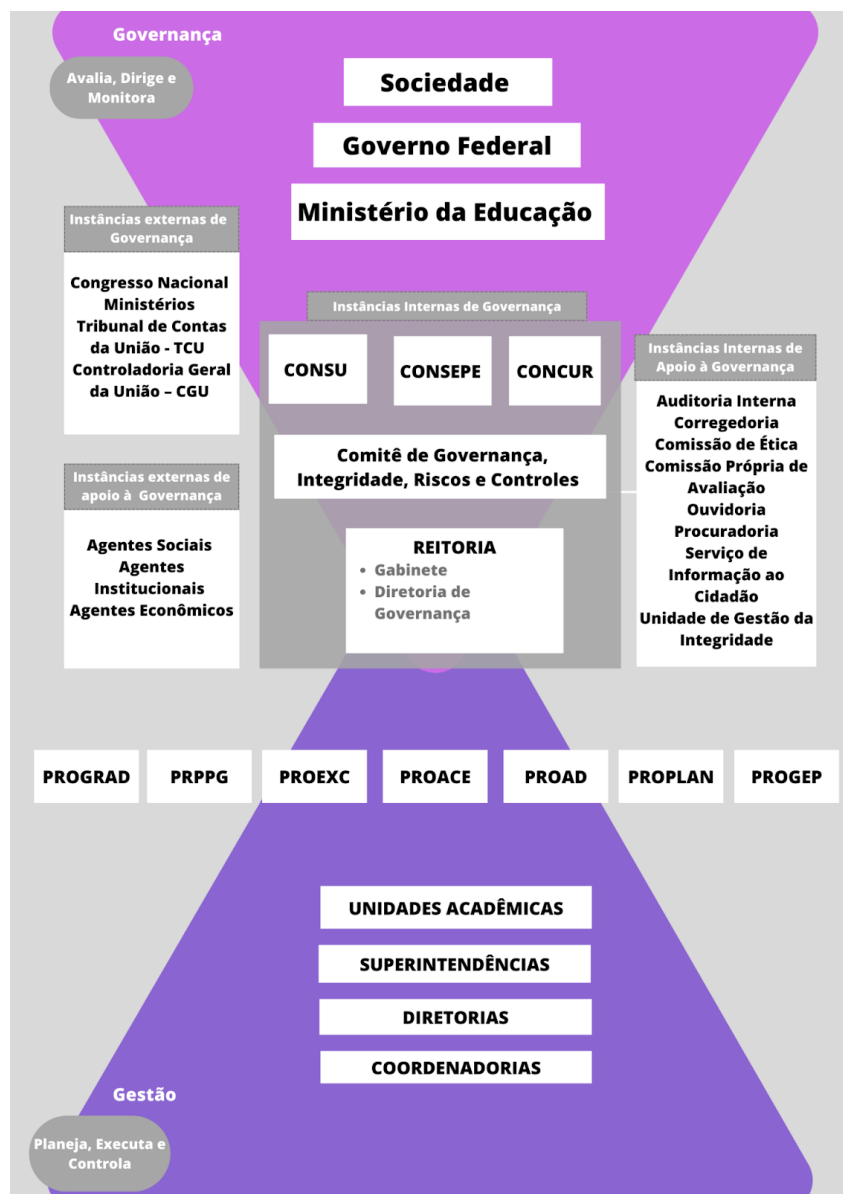 Governança
Avalia, Dirige e
Monitora
Sociedade
Governo Federal
Ministério da Educação
Instâncias externas de
Governança
Congresso Nacional
Ministérios
Tribunal de Contas
da União - TCU
Controladoria Geral
da União – CGU
Instâncias Internas de Governança
CONSU
CONSEPE
CONCUR
Comitê de Governança,
Integridade, Riscos e Controles
REITORIA
• Gabinete
• Diretoria de
Governança
Instâncias Internas de
Apoio à Governança
Auditoria Interna
Corregedoria
Comissão de Ética
Comissão Própria de
Avaliação
Ouvidoria
Procuradoria
Serviço de
Informação ao
Cidadão
Unidade de Gestão da
Integridade
Instâncias externas de
apoio à Governança
Agentes Sociais
Agentes
Institucionais
Agentes Econômicos
PROGRAD
PRPPG
PROEXC
PROACE
PROAD
PROPLAN
PROGEP
UNIDADES ACADÊMICAS
SUPERINTENDÊNCIAS
DIRETORIAS
COORDENADORIAS
Gestão
Planeja, Executa e
Controla